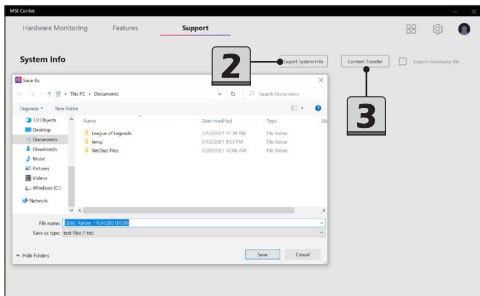 MSI Center
Hardware Monitoring Features Support
System Info
2
Export System Info
Content Transfer
Export minidump file
3
Save As
This PC > Documents
Search Documents
Organize New folder
3D Objects
Desktop
Documents
Downloads
Music
Pictures
Videos
Windows (C:)
Network
Name Date modified Type
League of Legends 7/12/2021 11:39 PM File folder
temp 7/12/2021 9:03 PM File folder
WeChat Files 7/20/2021 12:06 AM File folder
File name:
Save as type: text files (*.txt)
Hide Folders
Save Cancel